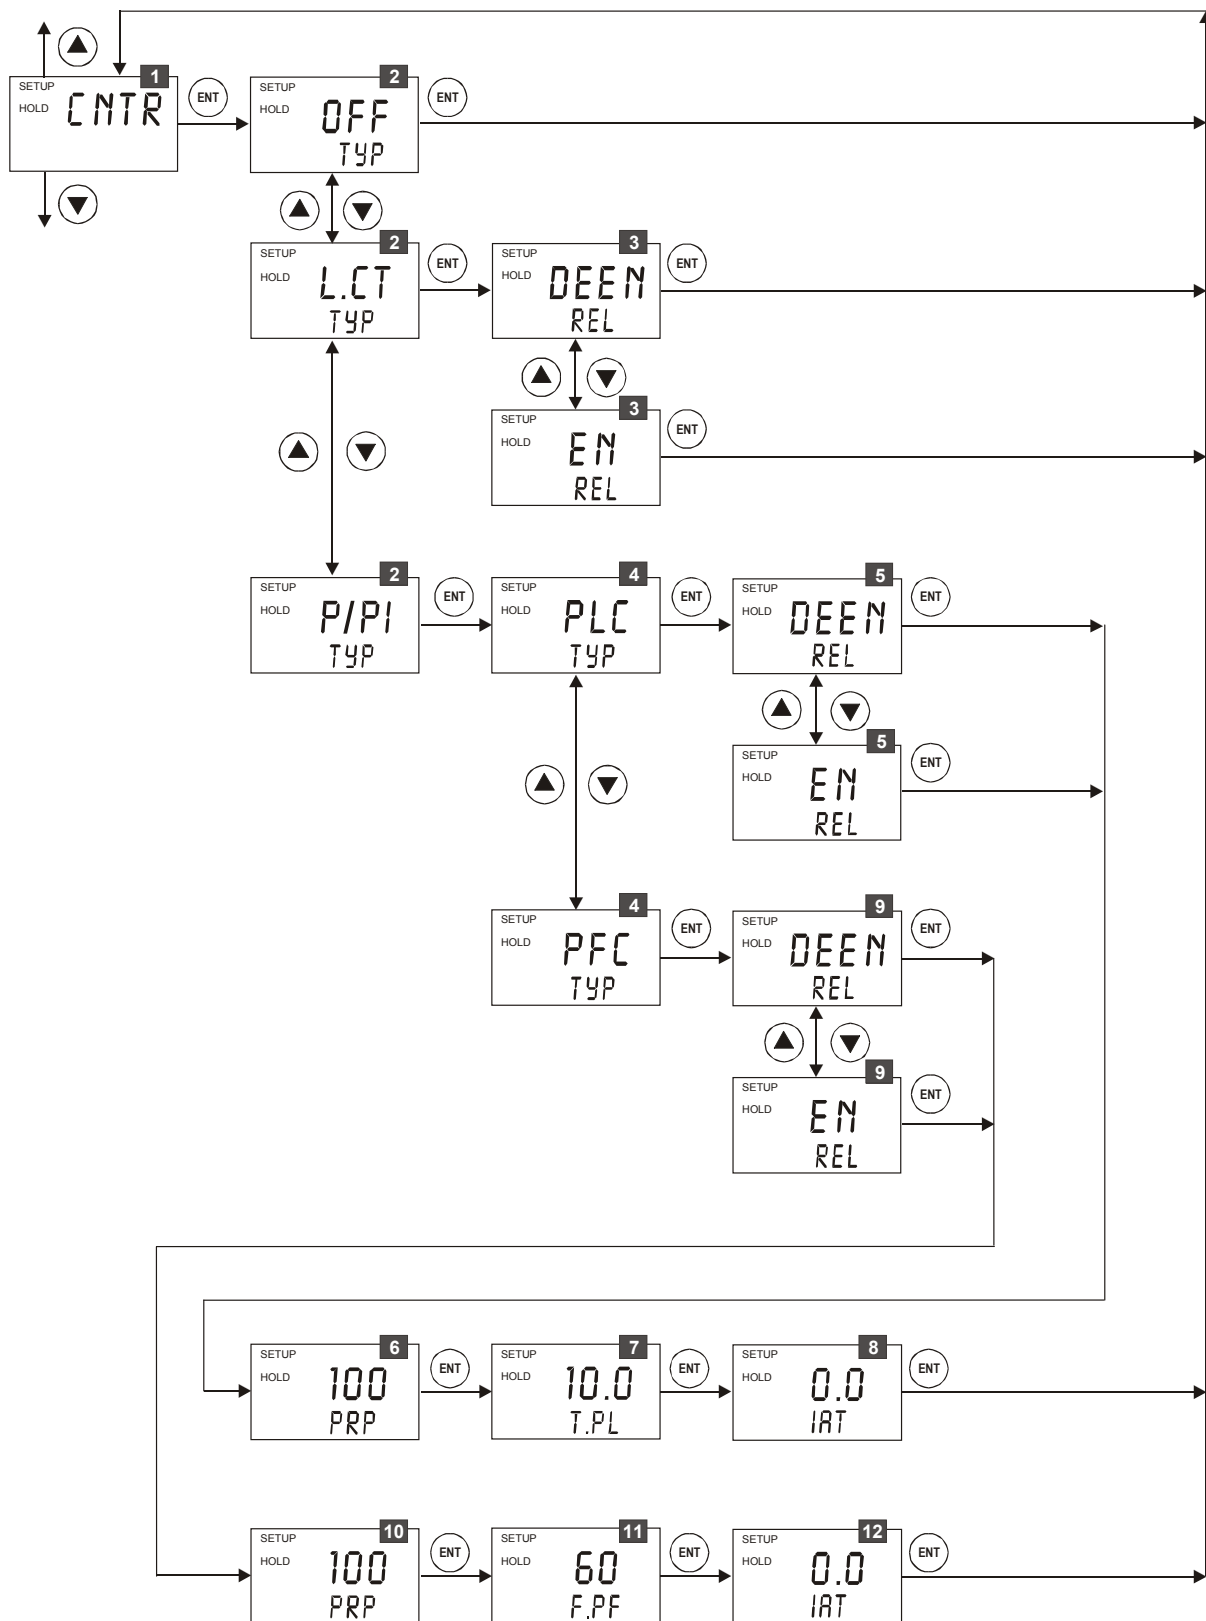 1
SETUP
HOLD
CNTR
ENT
2
SETUP
HOLD
OFF
TYP
ENT
2
SETUP
HOLD
L.CT
TYP
ENT
3
SETUP
HOLD
DEEN
REL
ENT
3
SETUP
HOLD
EN
REL
ENT
2
SETUP
HOLD
P/PI
TYP
ENT
4
SETUP
HOLD
PLC
TYP
ENT
5
SETUP
HOLD
DEEN
REL
ENT
5
SETUP
HOLD
EN
REL
ENT
4
SETUP
HOLD
PFC
TYP
ENT
9
SETUP
HOLD
DEEN
REL
ENT
9
SETUP
HOLD
EN
REL
ENT
6
SETUP
HOLD
100
PRP
ENT
7
SETUP
HOLD
10.0
T.PL
ENT
8
SETUP
HOLD
0.0
IAT
ENT
10
SETUP
HOLD
100
PRP
ENT
11
SETUP
HOLD
60
F.PF
ENT
12
SETUP
HOLD
0.0
IAT
ENT